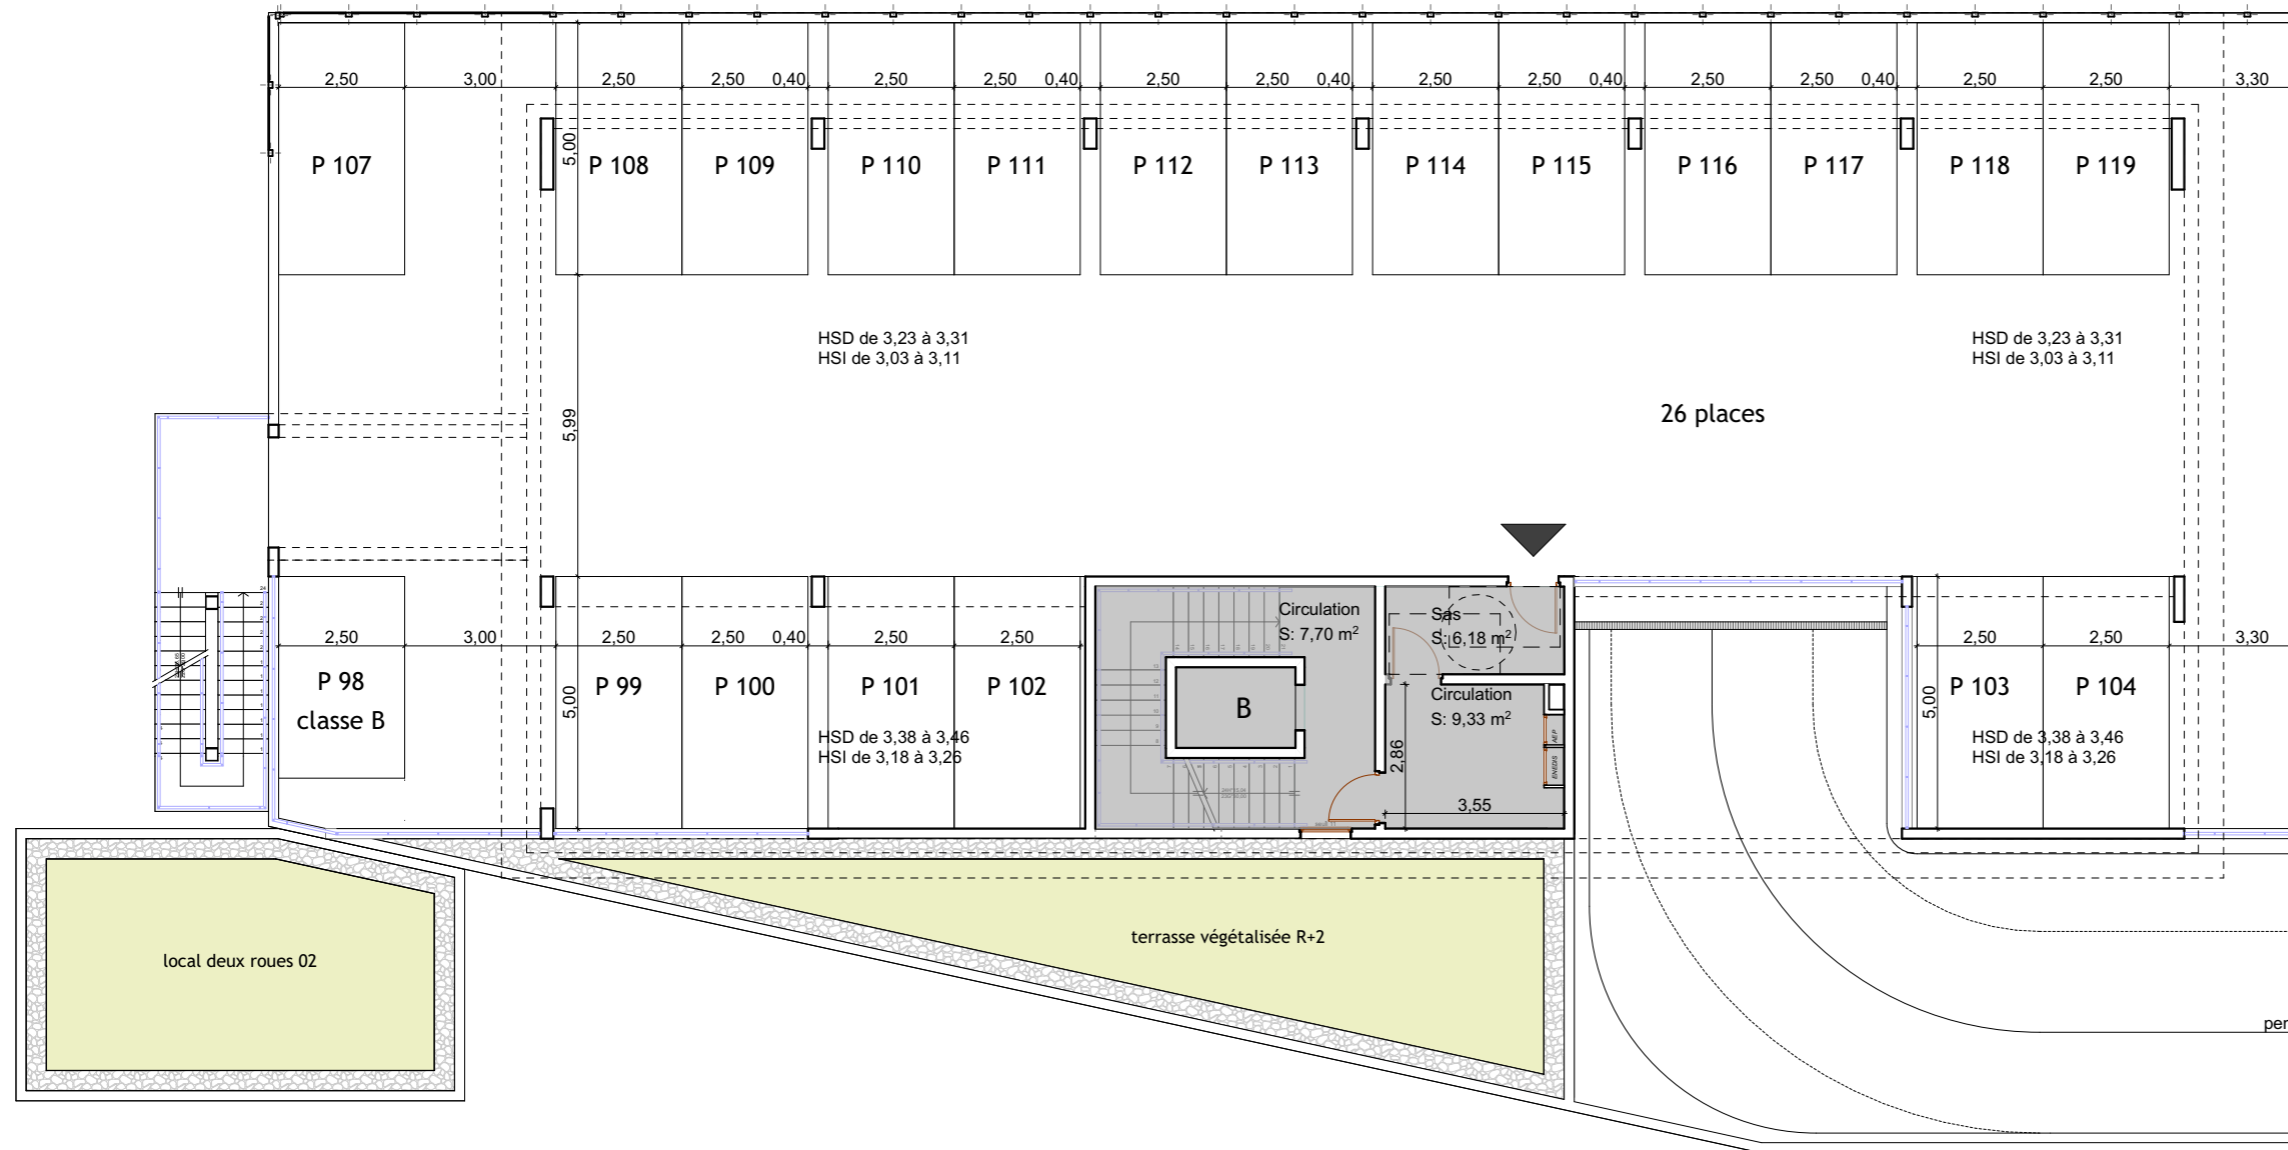 2,50 3,00 2,50 2,50 0,40 2,50 2,50 0,40 2,50 2,50 0,40 2,50 2,50 0,40 2,50 2,50 0,40 2,50 2,50 3,30
5,00
P 107 P 108 P 109 P 110 P 111 P 112 P 113 P 114 P 115 P 116 P 117 P 118 P 119
HSD de 3,23 à 3,31
HSI de 3,03 à 3,11
HSD de 3,23 à 3,31
HSI de 3,03 à 3,11
26 places
5,99
Circulation
S: 7,70 m²
Sas
S: 6,18 m²
2,50 3,00 2,50 2,50 0,40 2,50 2,50 2,50 2,50 3,30
P 98
classe B
P 99 P 100 P 101 P 102
B
Circulation
S: 9,33 m²
P 103 P 104
5,00
5,00
HSD de 3,38 à 3,46
HSI de 3,18 à 3,26
2,86
AEP
ENEDIS
3,55
HSD de 3,38 à 3,46
HSI de 3,18 à 3,26
terrasse végétalisée R+2
local deux roues 02
per